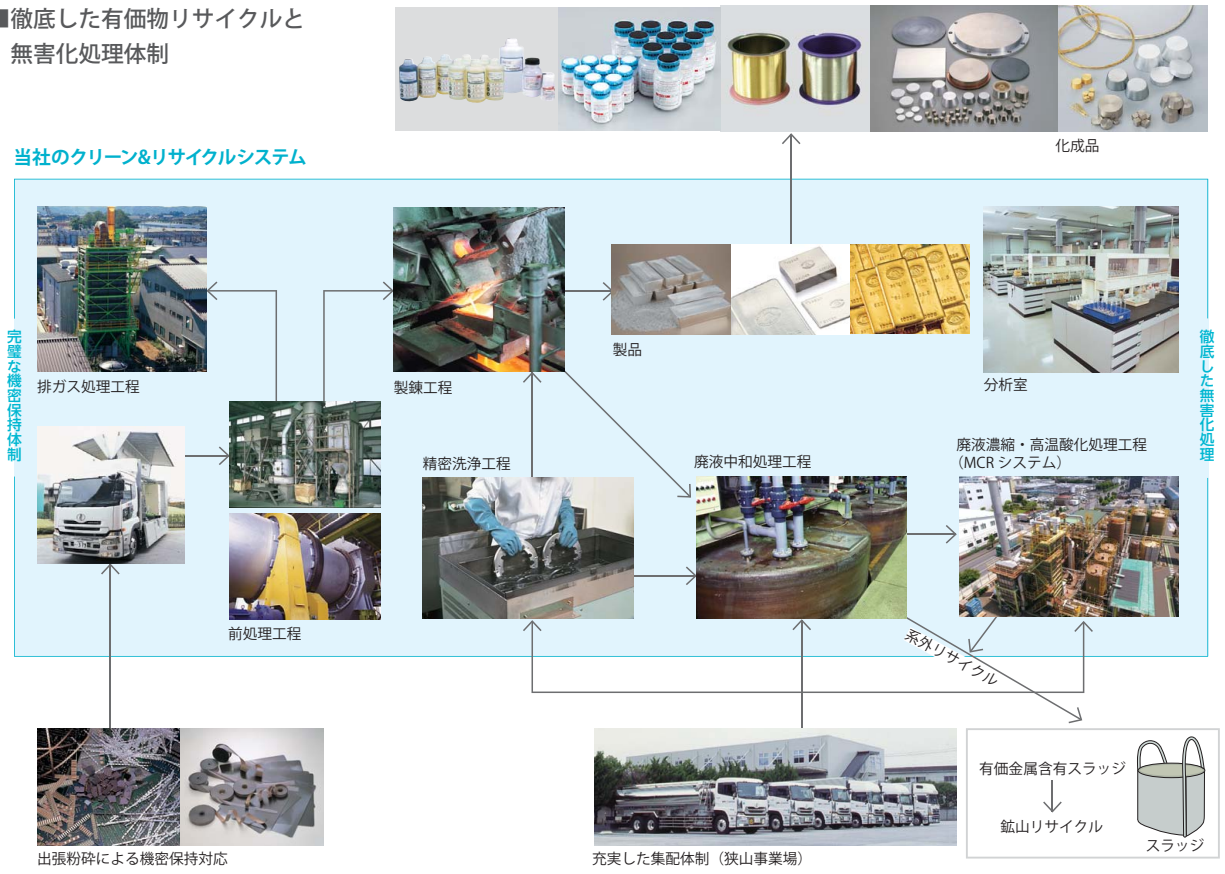 ■徹底した有価物リサイクルと
無害化処理体制
化成品
当社のクリーン&リサイクルシステム
完璧な機密保持体制
徹底した無害化処理
排ガス処理工程
製錬工程
製品
分析室
前処理工程
精密洗浄工程
廃液中和処理工程
廃液濃縮・高温酸化処理工程
（MCR システム）
系外リサイクル
出張粉砕による機密保持対応
充実した集配体制（狭山事業場）
有価金属含有スラッジ
鉱山リサイクル
スラッジ